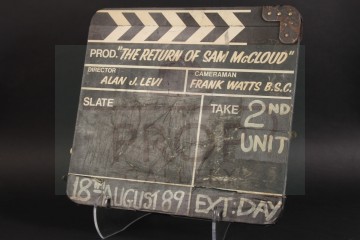 PROD. "THE RETURN OF SAM McCLOUD"
DIRECTOR CAMERAMAN
ALAN J. LEVI FRANK WATTS B.S.C.
SLATE TAKE 2ND
UNIT
18TH AUGUST 89 EXT: DAY